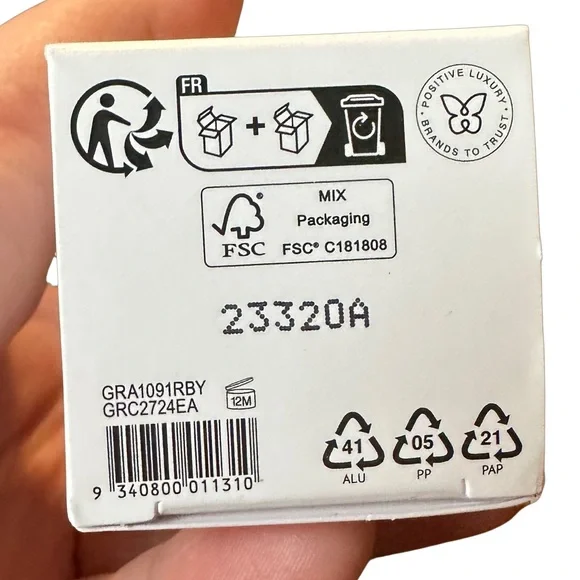 FR
POSITIVE LUXURY
BRANDS TO TRUST
MIX
Packaging
FSC
FSC® C181808
23320A
GRA1091RBY
GRC2724EA
12M
9 340800 011310
41
ALU
05
PP
21
PAP